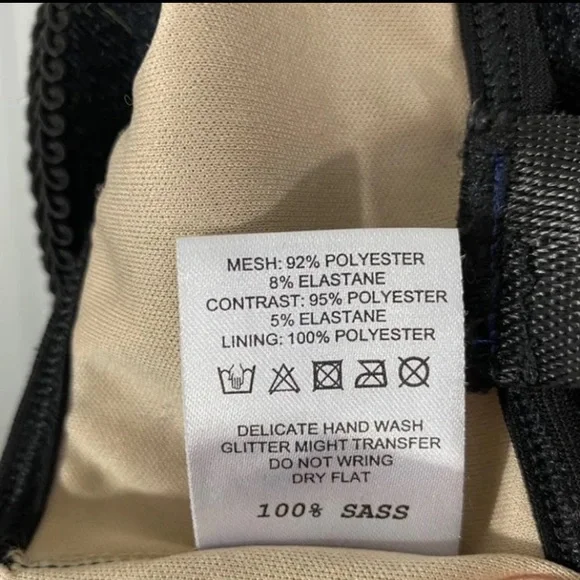 MESH: 92% POLYESTER
8% ELASTANE
CONTRAST: 95% POLYESTER
5% ELASTANE
LINING: 100% POLYESTER
DELICATE HAND WASH
GLITTER MIGHT TRANSFER
DO NOT WRING
DRY FLAT
100% SASS